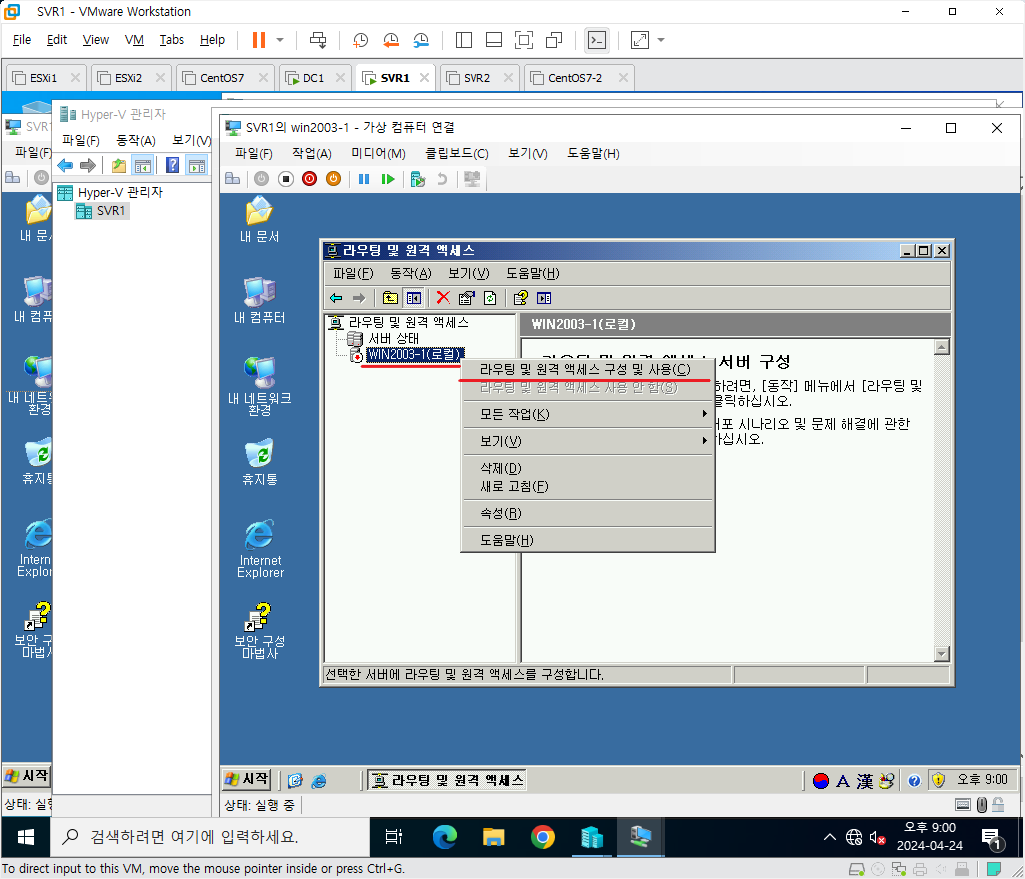 SVR1 - VMware Workstation
File Edit View VM Tabs Help
ESXi1 ESXi2 CentOS7 DC1 SVR1 SVR2 CentOS7-2
SVR1
파일(F)
내 문서
내 컴퓨
내 네트
환경
휴지통
Intern
Explor
보안 구
마법사
시작
상태: 실행
Hyper-V 관리자
파일(F) 동작(A) 보기(V)
Hyper-V 관리자
SVR1
SVR1의 win2003-1 - 가상 컴퓨터 연결
파일(F) 작업(A) 미디어(M) 클립보드(C) 보기(V) 도움말(H)
내 문서
내 컴퓨터
내 네트워크
환경
휴지통
Internet
Explorer
보안 구성
마법사
라우팅 및 원격 액세스
파일(F) 동작(A) 보기(V) 도움말(H)
라우팅 및 원격 액세스
서버 상태
WIN2003-1(로컬)
WIN2003-1(로컬)
라우팅 및 원격 액세스 서버 구성
하려면, [동작] 메뉴에서 [라우팅 및
클릭하십시오.
포 시나리오 및 문제 해결에 관한
하십시오.
라우팅 및 원격 액세스 구성 및 사용(C)
라우팅 및 원격 액세스 사용 안 함(S)
모든 작업(K)
보기(V)
삭제(D)
새로 고침(F)
속성(R)
도움말(H)
선택한 서버에 라우팅 및 원격 액세스를 구성합니다.
시작 라우팅 및 원격 액세스 A 漢 오후 9:00
상태: 실행 중
검색하려면 여기에 입력하세요. 오후 9:00
2024-04-24
1
To direct input to this VM, move the mouse pointer inside or press Ctrl+G.